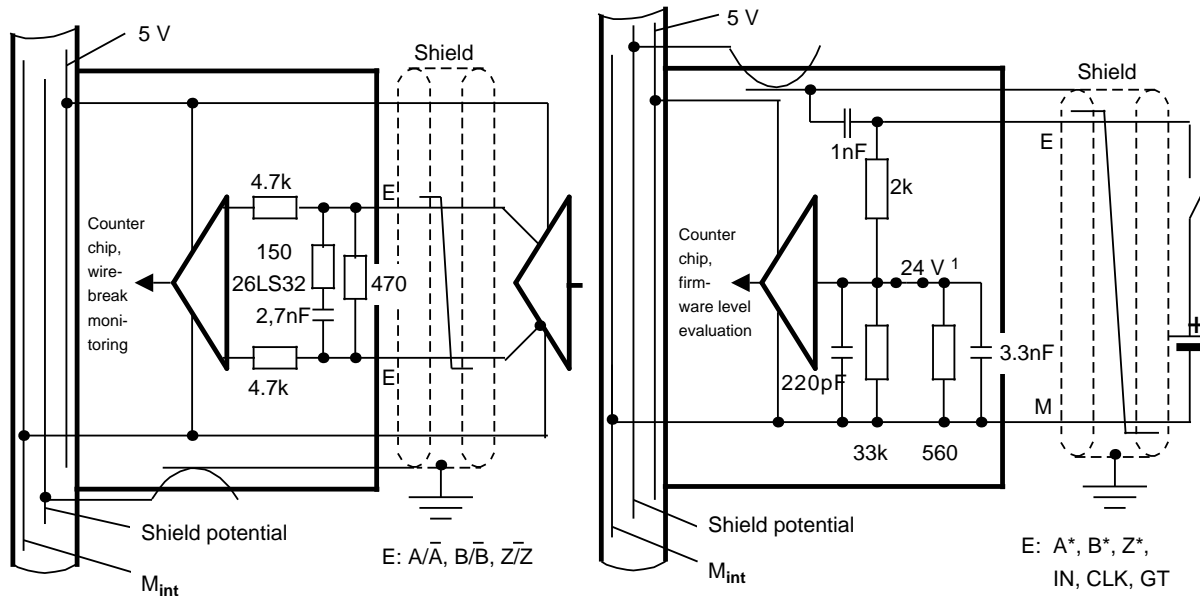 5 V
Shield
4.7k
E
Counter
chip,
wire-
break
moni-
toring
150
26LS32
470
2,7nF
4.7k
E
Shield potential
M_int
E: A/A̅, B/B̅, Z/Z̅
5 V
Shield
E
1nF
2k
Counter
chip,
firm-
ware level
evaluation
24 V ¹
+
220pF
3.3nF
M
33k
560
Shield potential
M_int
E: A*, B*, Z*,
IN, CLK, GT